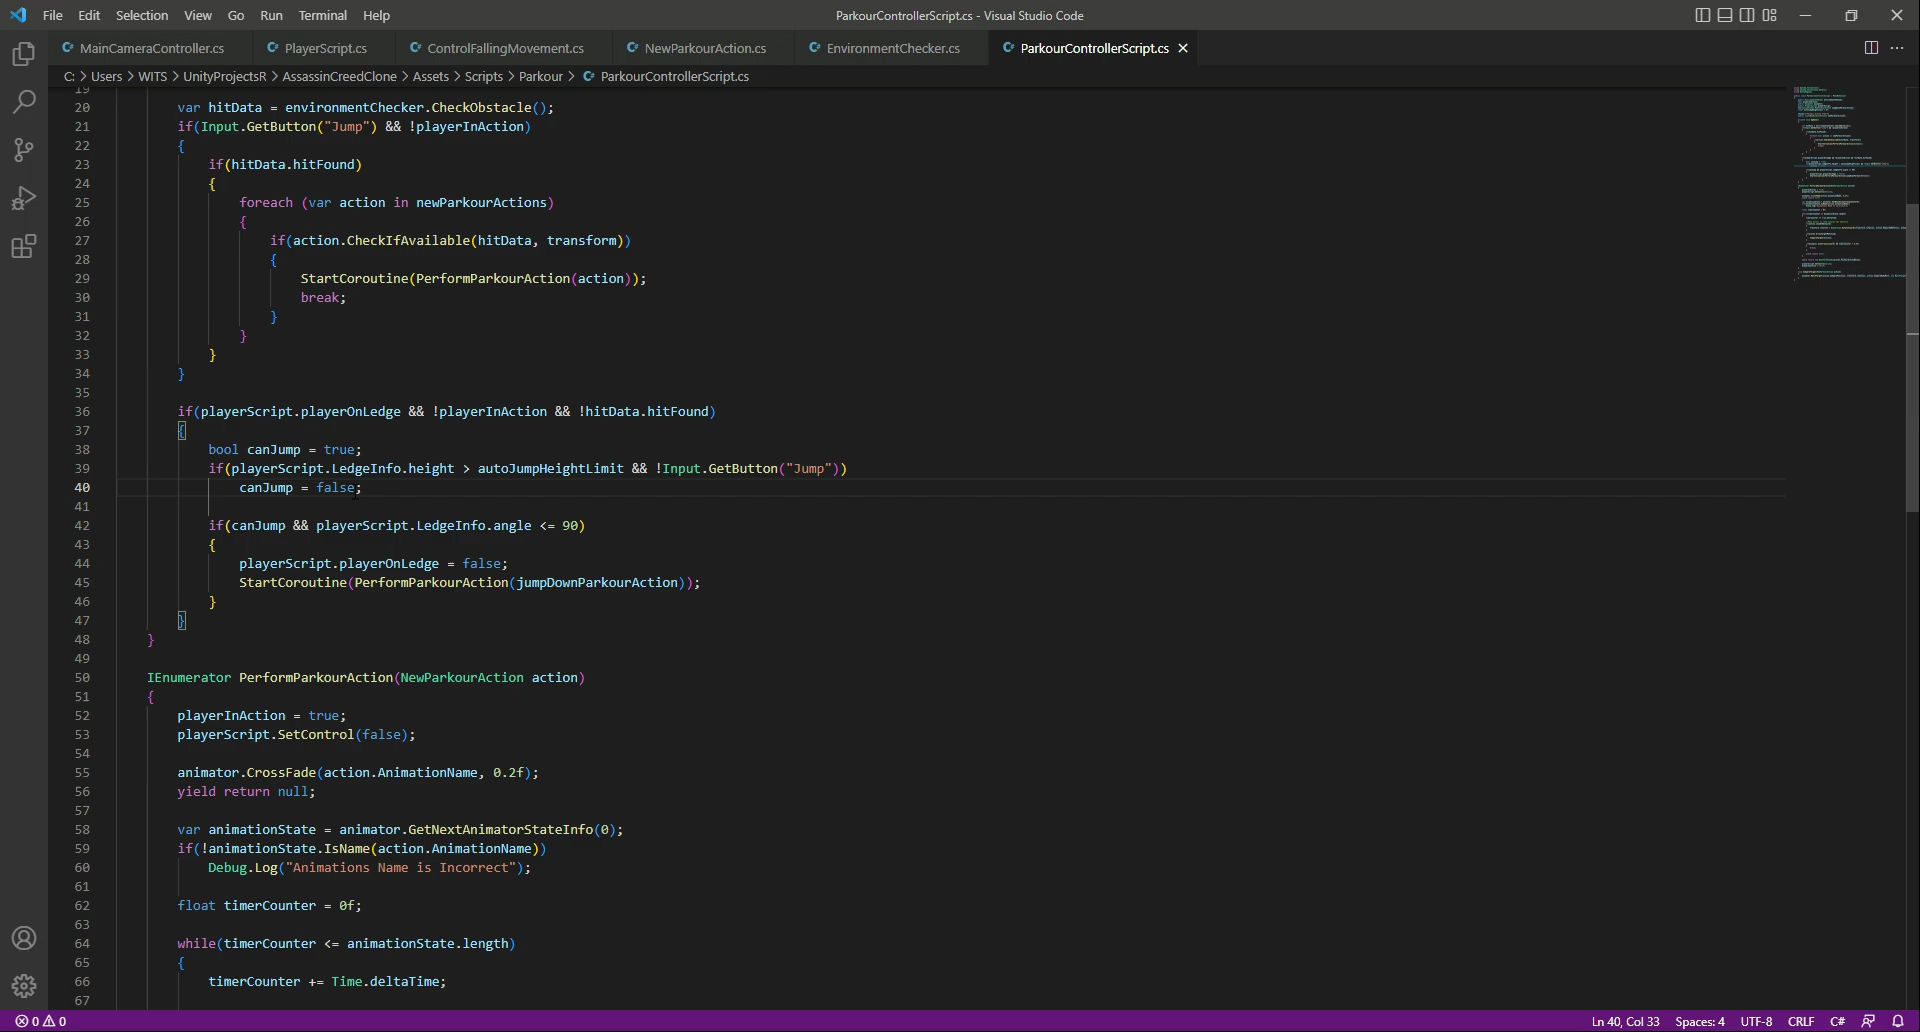 File Edit Selection View Go Run Terminal Help
ParkourControllerScript.cs - Visual Studio Code
MainCameraController.cs PlayerScript.cs ControlFallingMovement.cs NewParkourAction.cs EnvironmentChecker.cs ParkourControllerScript.cs
C: > Users > WITS > UnityProjectsR > AssassinCreedClone > Assets > Scripts > Parkour > ParkourControllerScript.cs
19
20 var hitData = environmentChecker.CheckObstacle();
21 if(Input.GetButton("Jump") && !playerInAction)
22 {
23 if(hitData.hitFound)
24 {
25 foreach (var action in newParkourActions)
26 {
27 if(action.CheckIfAvailable(hitData, transform))
28 {
29 StartCoroutine(PerformParkourAction(action));
30 break;
31 }
32 }
33 }
34 }
35
36 if(playerScript.playerOnLedge && !playerInAction && !hitData.hitFound)
37 {
38 bool canJump = true;
39 if(playerScript.LedgeInfo.height > autoJumpHeightLimit && !Input.GetButton("Jump"))
40 canJump = false;
41
42 if(canJump && playerScript.LedgeInfo.angle <= 90)
43 {
44 playerScript.playerOnLedge = false;
45 StartCoroutine(PerformParkourAction(jumpDownParkourAction));
46 }
47 }
48 }
49
50 IEnumerator PerformParkourAction(NewParkourAction action)
51 {
52 playerInAction = true;
53 playerScript.SetControl(false);
54
55 animator.CrossFade(action.AnimationName, 0.2f);
56 yield return null;
57
58 var animationState = animator.GetNextAnimatorStateInfo(0);
59 if(!animationState.IsName(action.AnimationName))
60 Debug.Log("Animations Name is Incorrect");
61
62 float timerCounter = 0f;
63
64 while(timerCounter <= animationState.length)
65 {
66 timerCounter += Time.deltaTime;
67
0 0 Ln 40, Col 33 Spaces: 4 UTF-8 CRLF C#